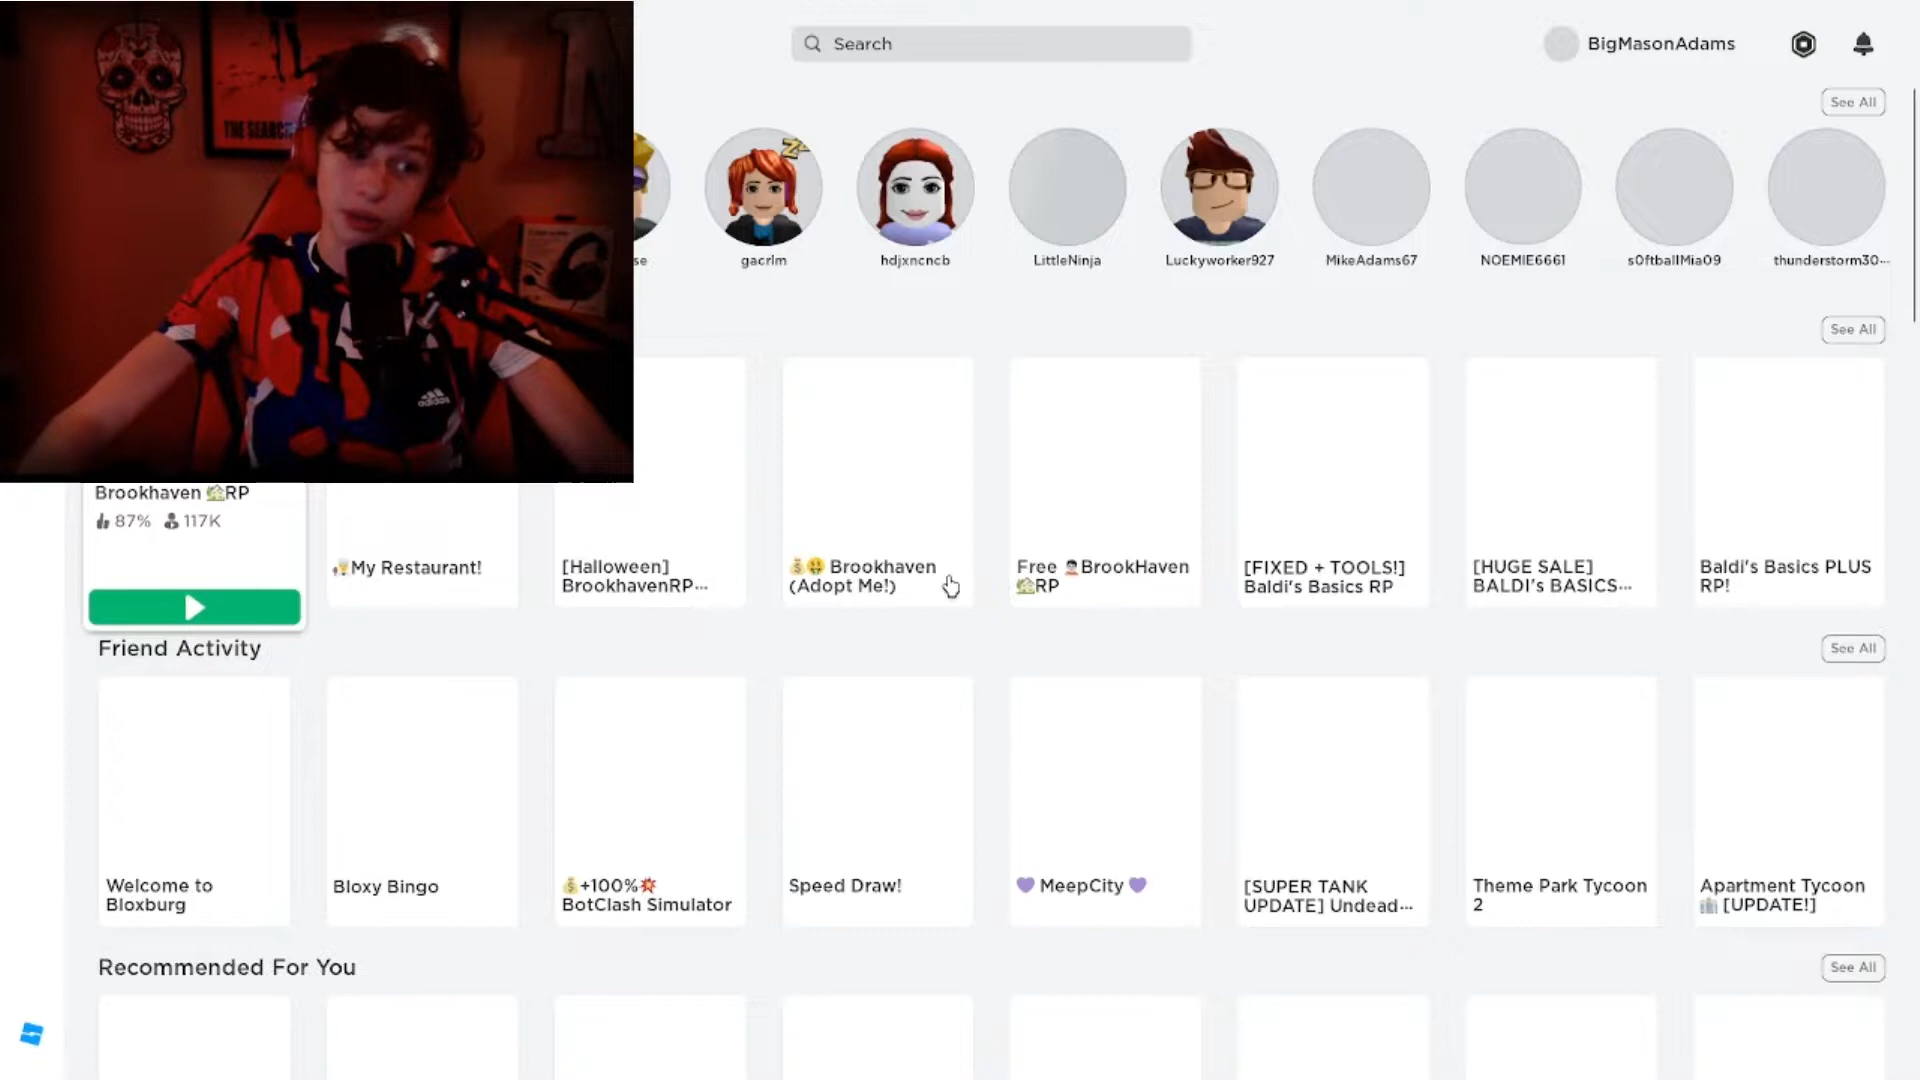 THE SEARCH
adidas
Search
BigMasonAdams
See All
se
gacrlm
hdjxncncb
LittleNinja
Luckyworker927
MikeAdams67
NOEMIE6661
s0ftballMia09
thunderstorm30...
See All
Brookhaven 🏡RP
87% 117K
My Restaurant!
[Halloween]
BrookhavenRP...
💰🤑 Brookhaven
(Adopt Me!)
Free BrookHaven
🏡RP
[FIXED + TOOLS!]
Baldi's Basics RP
[HUGE SALE]
BALDI's BASICS...
Baldi's Basics PLUS
RP!
Friend Activity
See All
Welcome to
Bloxburg
Bloxy Bingo
💰+100%💥
BotClash Simulator
Speed Draw!
💜 MeepCity 💜
[SUPER TANK
UPDATE] Undead...
Theme Park Tycoon
2
Apartment Tycoon
🏢 [UPDATE!]
Recommended For You
See All